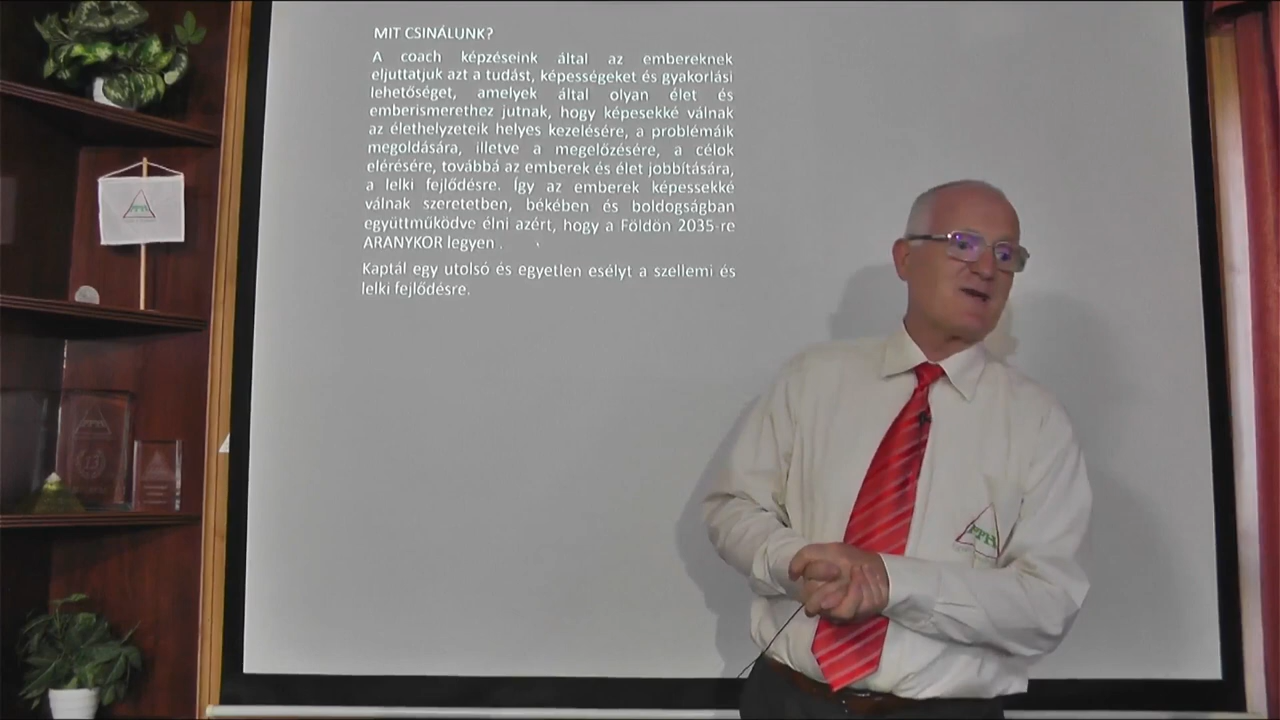 MIT CSINÁLUNK?
A coach képzéseink által az embereknek
eljuttatjuk azt a tudást, képességeket és gyakorlási
lehetőséget, amelyek által olyan élet és
emberismerethez jutnak, hogy képesekké válnak
az élethelyzeteik helyes kezelésére, a problémáik
megoldására, illetve a megelőzésére, a célok
elérésére, továbbá az emberek és élet jobbítására,
a lelki fejlődésre. Így az emberek képessekké
válnak szeretetben, békében és boldogságban
együttműködve élni azért, hogy a Földön 2035-re
ARANYKOR legyen .
Kaptál egy utolsó és egyetlen esélyt a szellemi és
lelki fejlődésre.